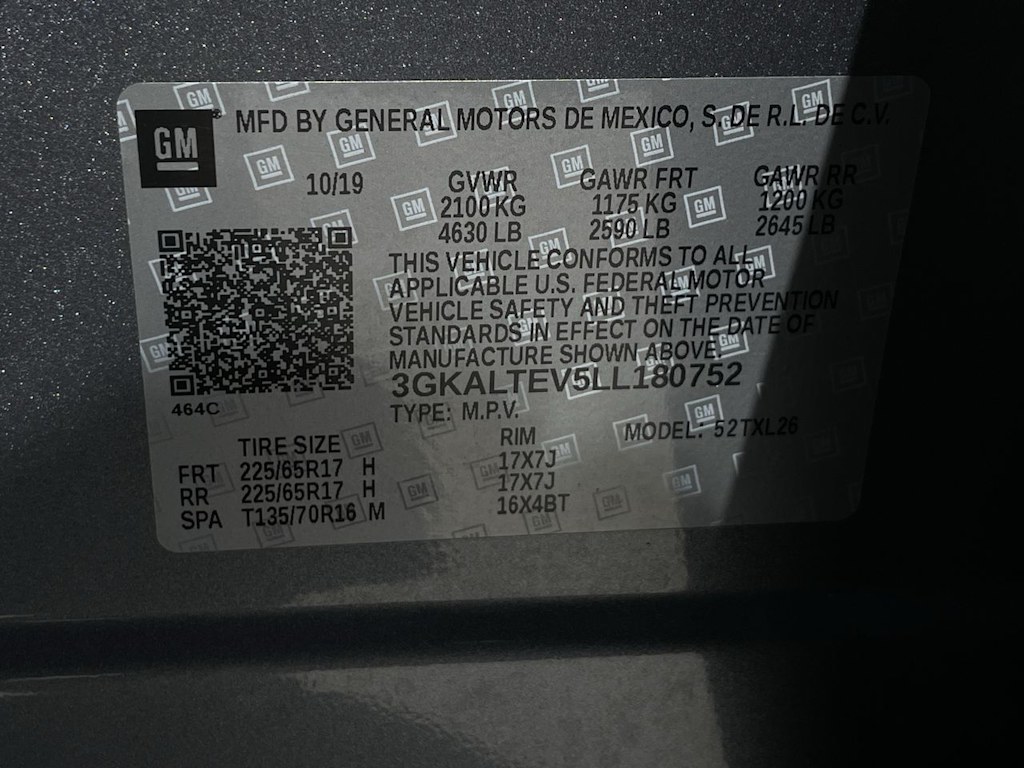 GM MFD BY GENERAL MOTORS DE MEXICO, S. DE R.L. DE C.V.
10/19 GVWR GAWR FRT GAWR RR
2100 KG 1175 KG 1200 KG
4630 LB 2590 LB 2645 LB
THIS VEHICLE CONFORMS TO ALL
APPLICABLE U.S. FEDERAL MOTOR
VEHICLE SAFETY AND THEFT PREVENTION
STANDARDS IN EFFECT ON THE DATE OF
MANUFACTURE SHOWN ABOVE.
3GKALTEV5LL180752
464C
TYPE: M.P.V. MODEL: 52TXL26
TIRE SIZE RIM
FRT 225/65R17 H 17X7J
RR 225/65R17 H 17X7J
SPA T135/70R16 M 16X4BT